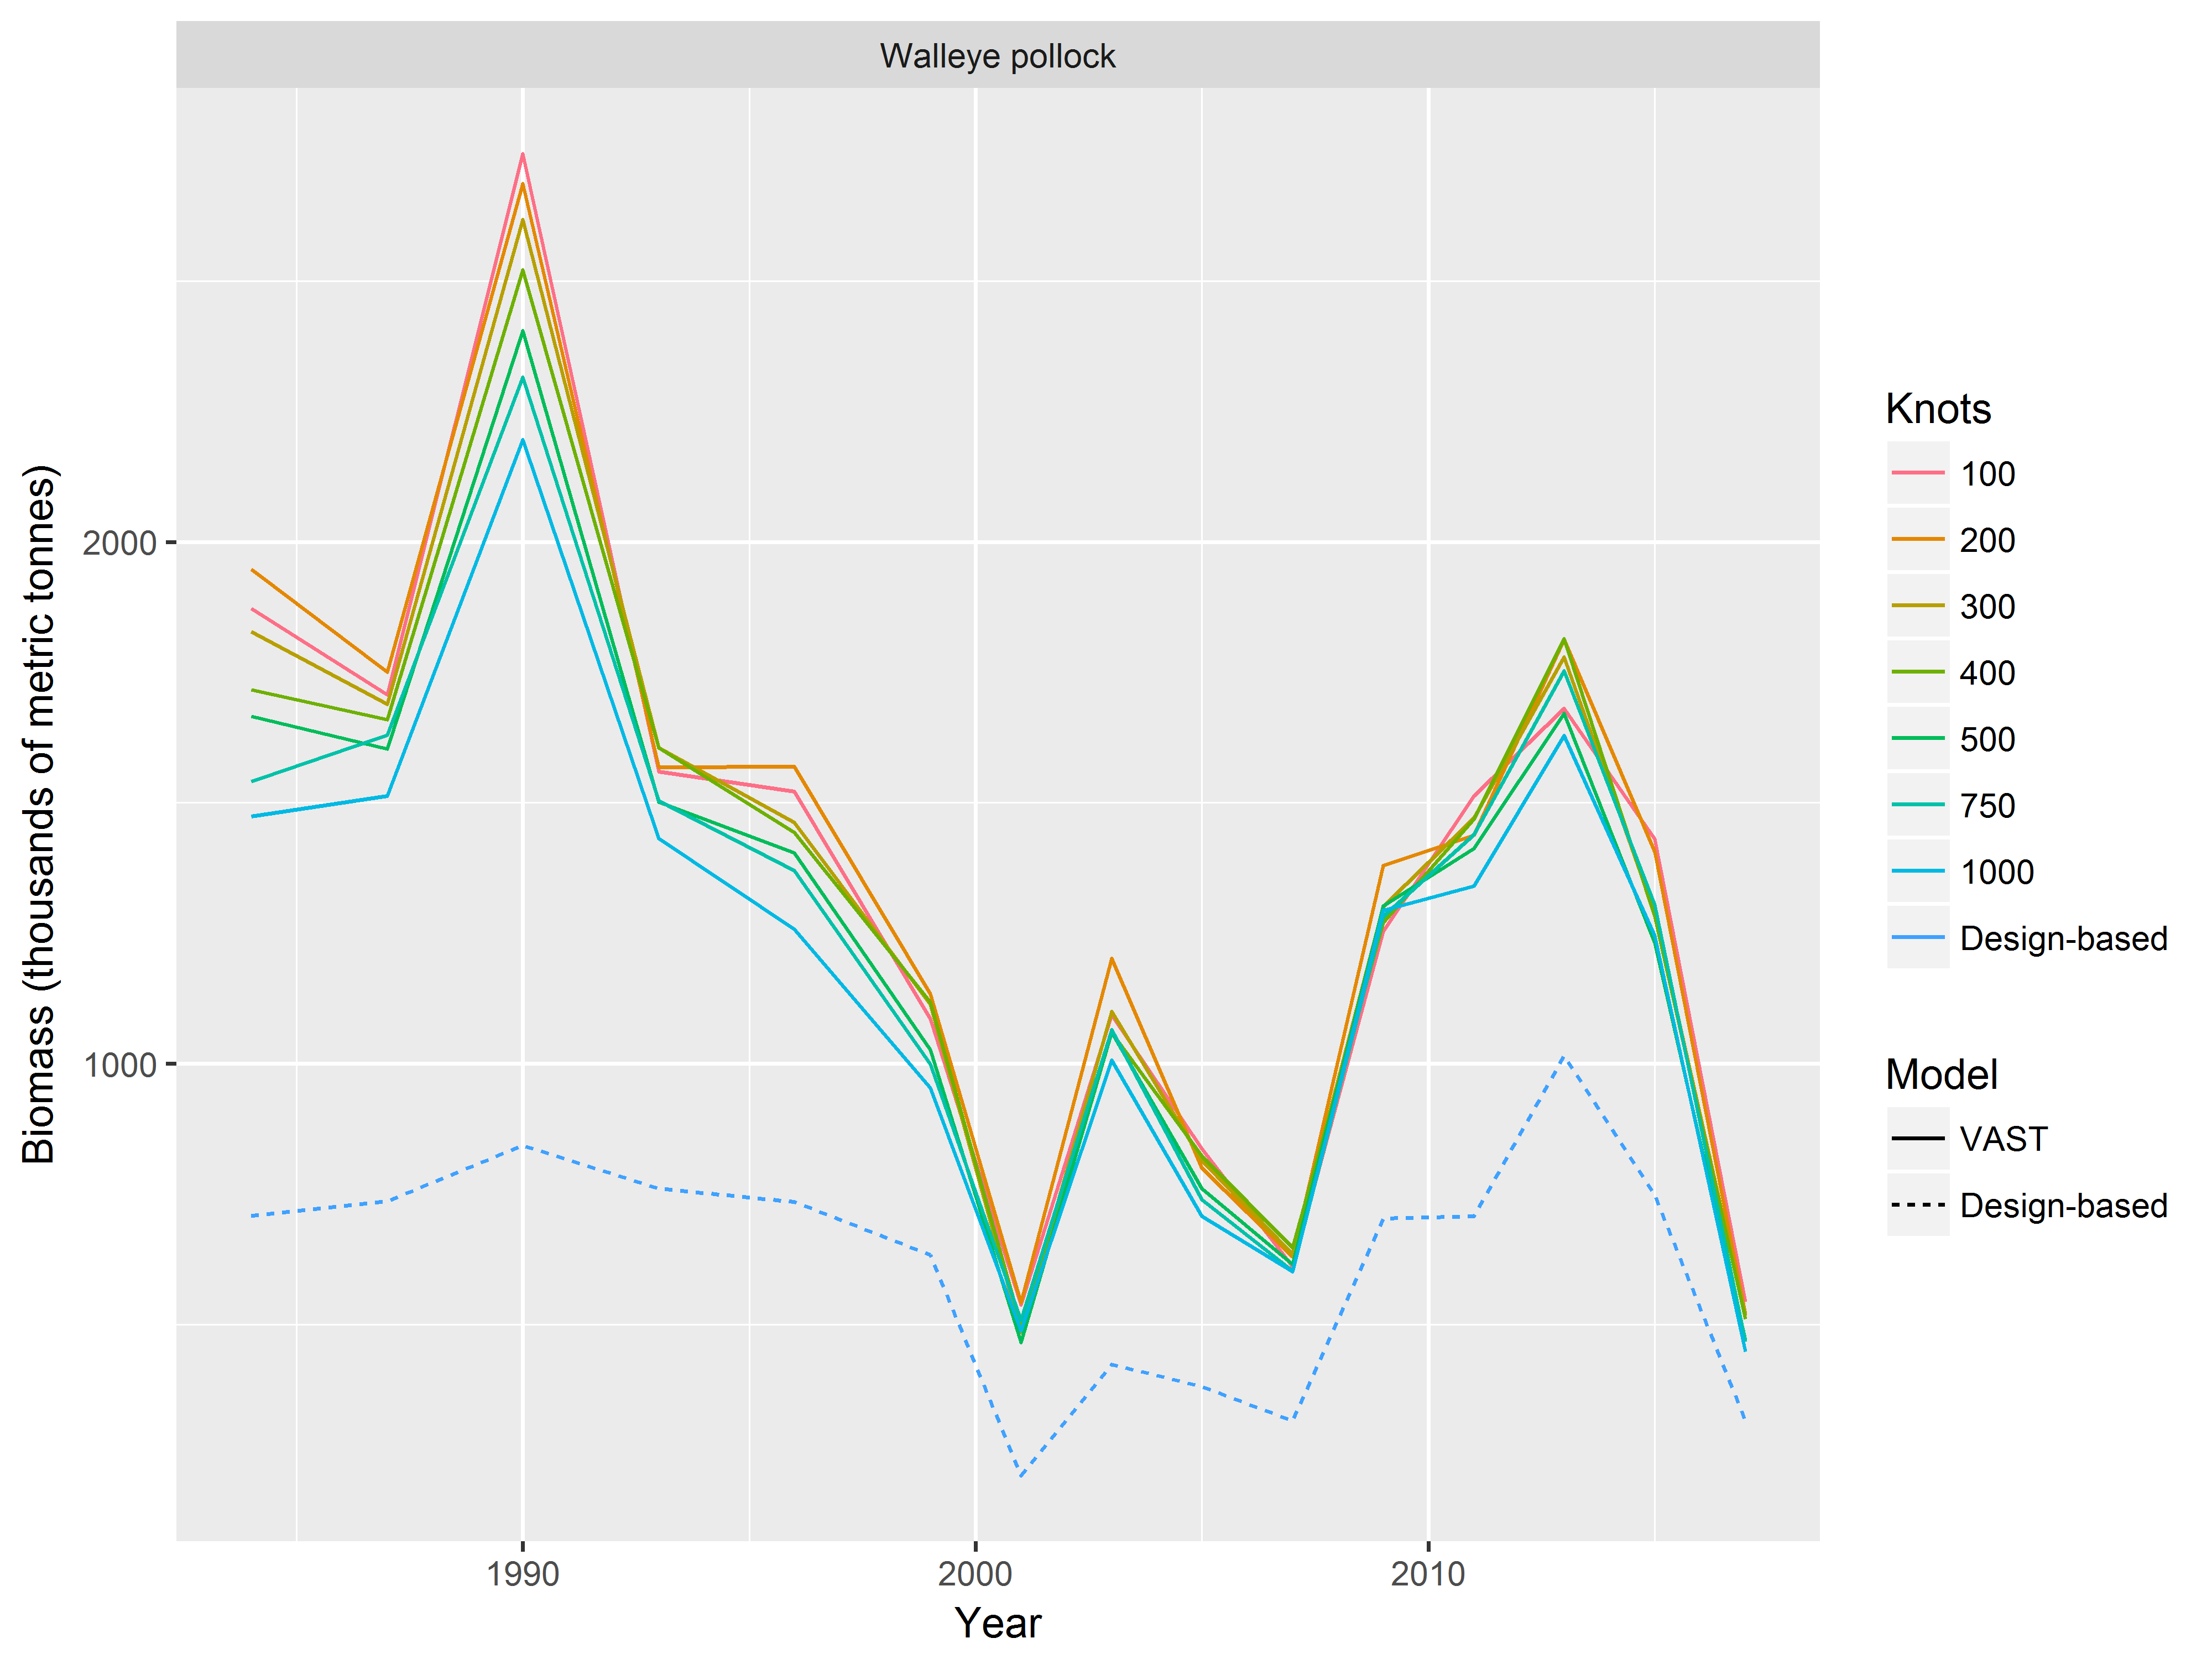 Walleye pollock
Biomass (thousands of metric tonnes)
2000
1000
1990
2000
2010
Year
Knots
100
200
300
400
500
750
1000
Design-based
Model
VAST
Design-based